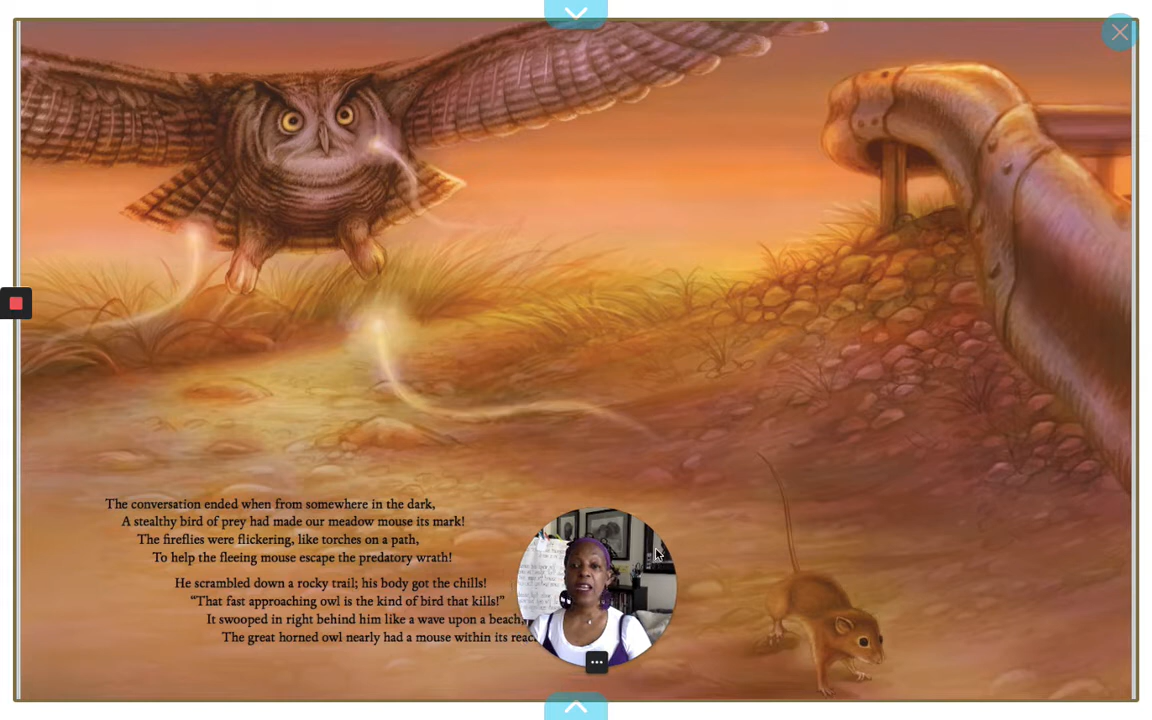 The conversation ended when from somewhere in the dark,
A stealthy bird of prey had made our meadow mouse its mark!
The fireflies were flickering, like torches on a path,
To help the fleeing mouse escape the predatory wrath!
He scrambled down a rocky trail; his body got the chills!
“That fast approaching owl is the kind of bird that kills!”
It swooped in right behind him like a wave upon a beach,
The great horned owl nearly had a mouse within its